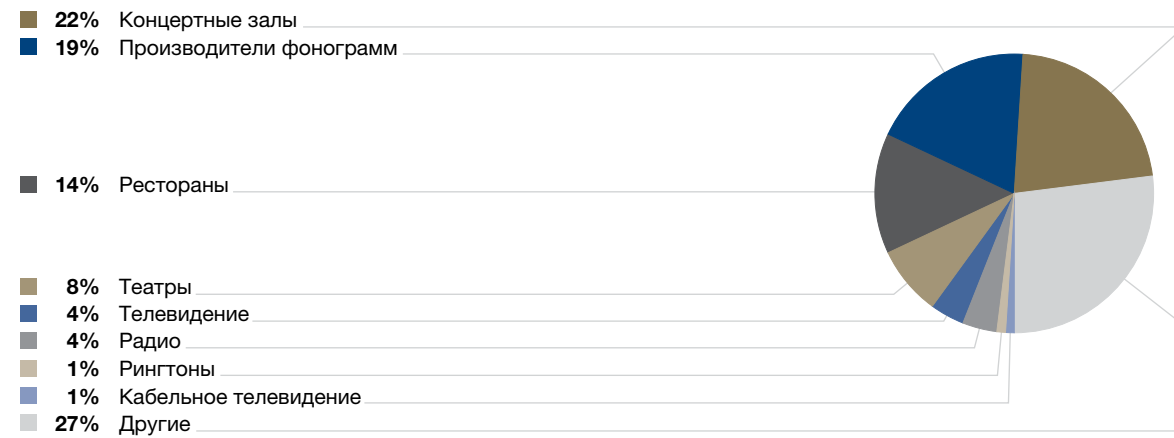 22% Концертные залы
19% Производители фонограмм
14% Рестораны
8% Театры
4% Телевидение
4% Радио
1% Рингтоны
1% Кабельное телевидение
27% Другие